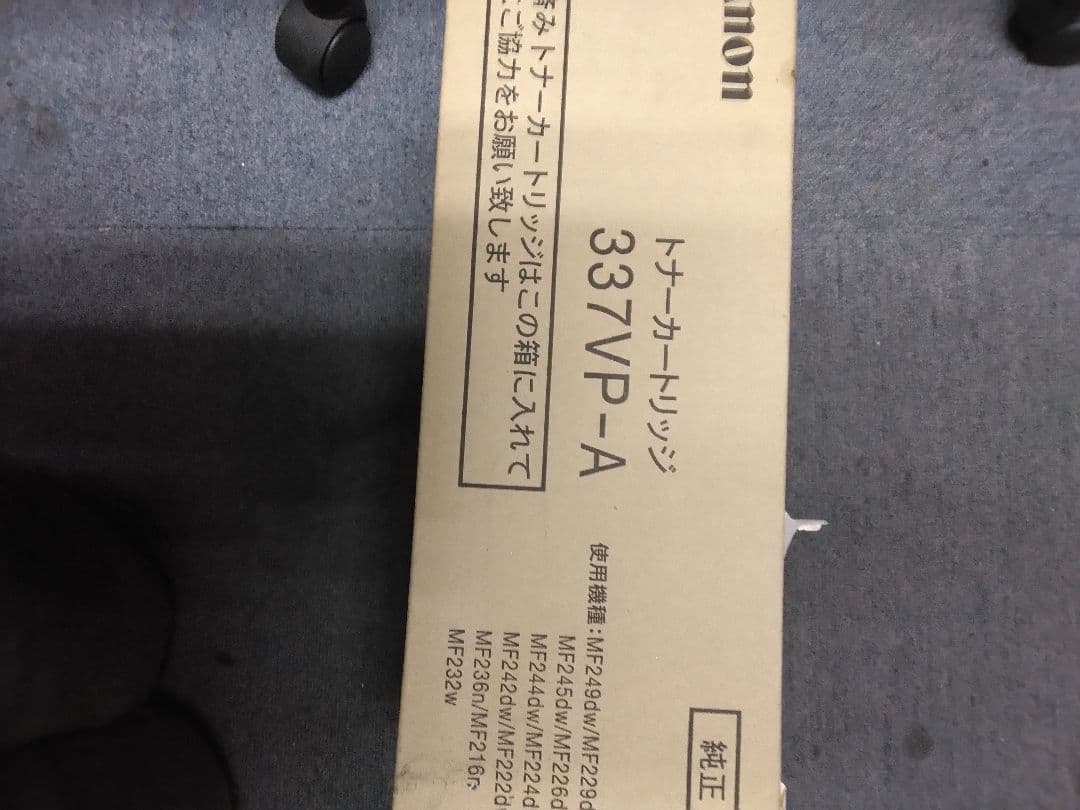 anon
トナーカートリッジ
337VP-A
済みトナーカートリッジはこの箱に入れて
ご協力をお願い致します
使用機種:MF249dw/MF229d
MF245dw/MF226d
MF244dw/MF224d
MF242dw/MF222d
MF236n/MF216n
MF232w
純正